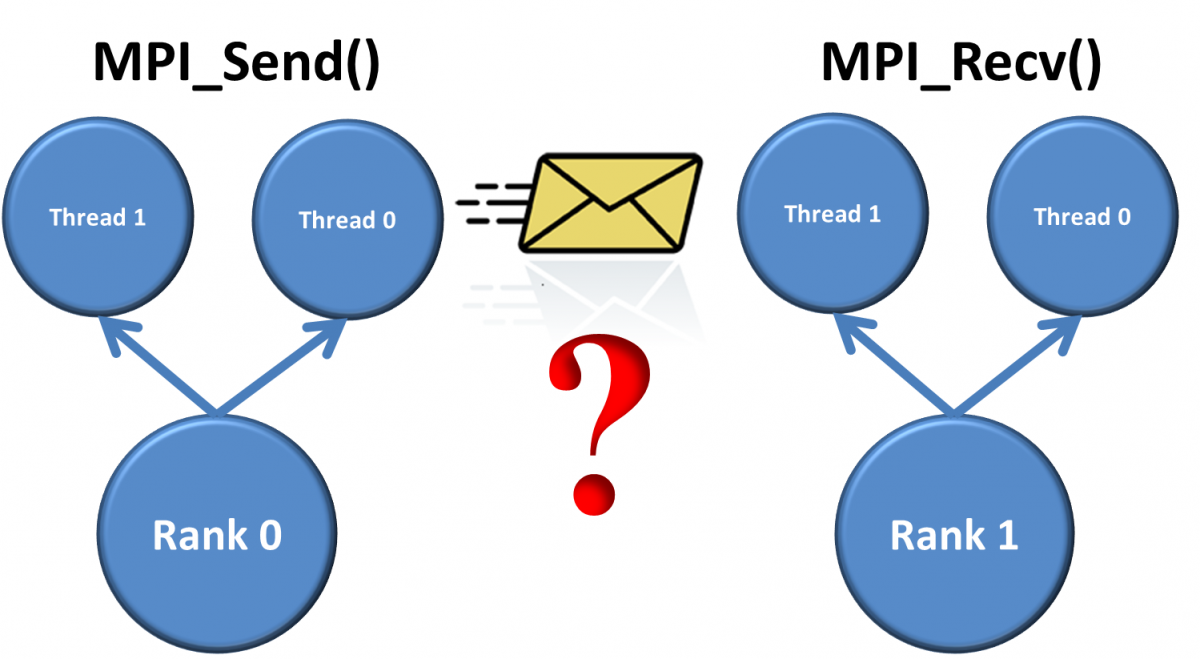 MPI_Send()
MPI_Recv()
Thread 1
Thread 0
Thread 1
Thread 0
?
Rank 0
Rank 1